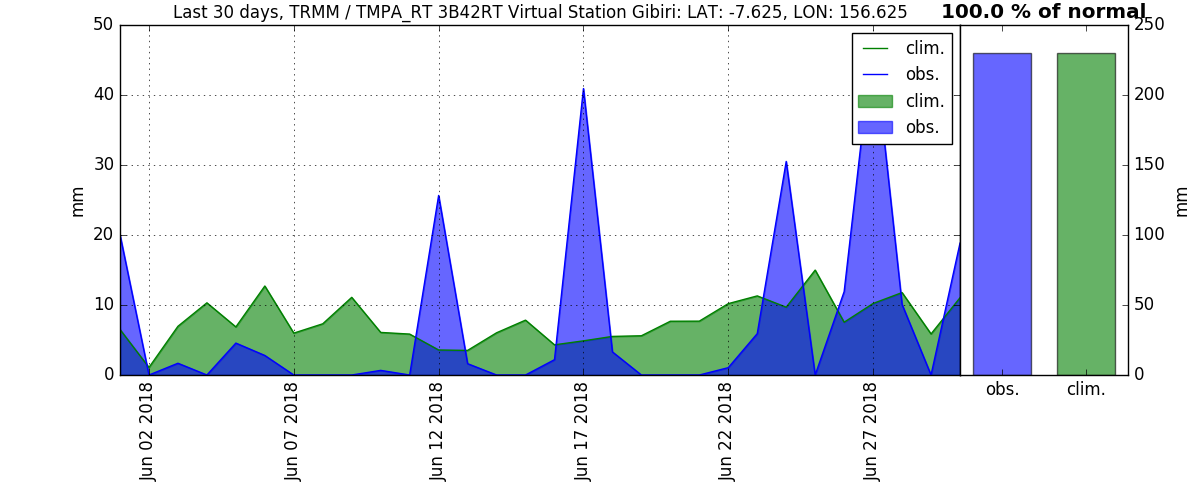 Last 30 days, TRMM / TMPA_RT 3B42RT Virtual Station Gibiri: LAT: -7.625, LON: 156.625
100.0 % of normal
50
40
30
20
10
0
mm
clim.
obs.
clim.
obs.
250
200
150
100
50
0
mm
Jun 02 2018
Jun 07 2018
Jun 12 2018
Jun 17 2018
Jun 22 2018
Jun 27 2018
obs.
clim.